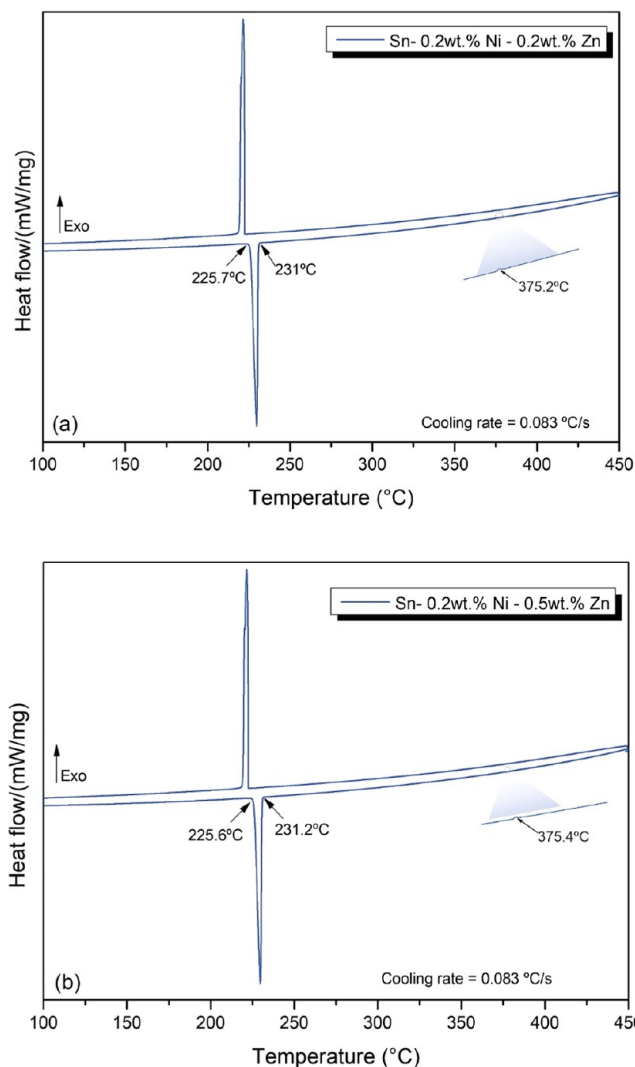 Sn- 0.2wt.% Ni - 0.2wt.% Zn
Heat flow/(mW/mg)
Exo
225.7ºC
231ºC
375.2ºC
(a)
Cooling rate = 0.083 ºC/s
100 150 200 250 300 350 400 450
Temperature (°C)
Sn- 0.2wt.% Ni - 0.5wt.% Zn
Heat flow/(mW/mg)
Exo
225.6ºC
231.2ºC
375.4ºC
(b)
Cooling rate = 0.083 ºC/s
100 150 200 250 300 350 400 450
Temperature (°C)